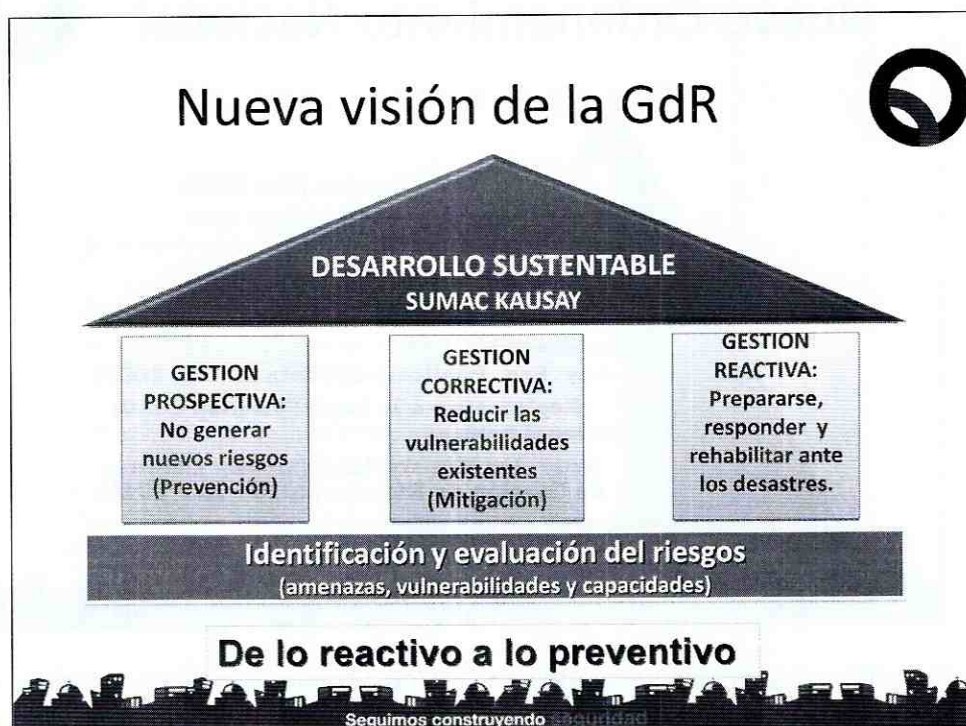 Nueva visión de la GdR
DESARROLLO SUSTENTABLE
SUMAC KAUSAY
GESTION
PROSPECTIVA:
No generar
nuevos riesgos
(Prevención)
GESTION
CORRECTIVA:
Reducir las
vulnerabilidades
existentes
(Mitigación)
GESTION
REACTIVA:
Prepararse,
responder y
rehabilitar ante
los desastres.
Identificación y evaluación del riesgos
(amenazas, vulnerabilidades y capacidades)
De lo reactivo a lo preventivo
Seguimos construyendo seguridad